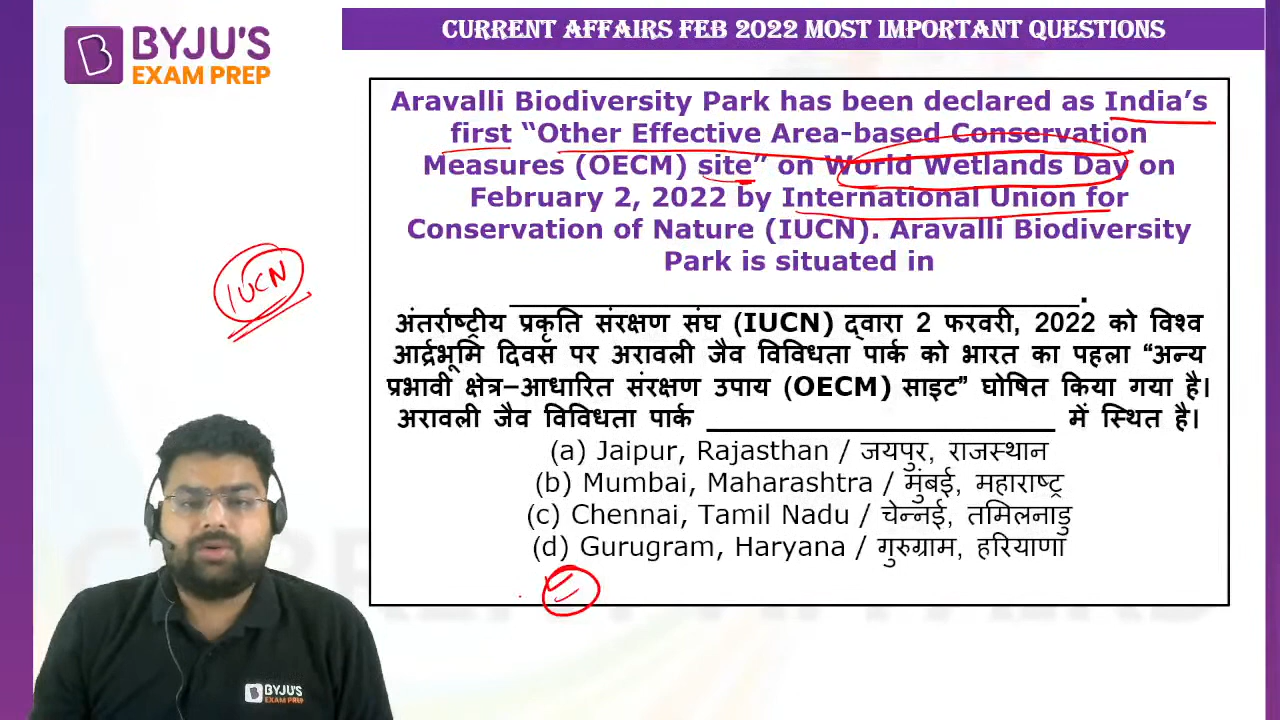 BYJU'S
EXAM PREP
CURRENT AFFAIRS FEB 2022 MOST IMPORTANT QUESTIONS
Aravalli Biodiversity Park has been declared as India's
first “Other Effective Area-based Conservation
Measures (OECM) site” on World Wetlands Day on
February 2, 2022 by International Union for
Conservation of Nature (IUCN). Aravalli Biodiversity
Park is situated in
____________________________________.
IUCN
अंतर्राष्ट्रीय प्रकृति संरक्षण संघ (IUCN) द्वारा 2 फरवरी, 2022 को विश्व
आर्द्रभूमि दिवस पर अरावली जैव विविधता पार्क को भारत का पहला “अन्य
प्रभावी क्षेत्र–आधारित संरक्षण उपाय (OECM) साइट” घोषित किया गया है।
अरावली जैव विविधता पार्क ______________________ में स्थित है।
(a) Jaipur, Rajasthan / जयपुर, राजस्थान
(b) Mumbai, Maharashtra / मुंबई, महाराष्ट्र
(c) Chennai, Tamil Nadu / चेन्नई, तमिलनाडु
(d) Gurugram, Haryana / गुरुग्राम, हरियाणा
BYJU'S
EXAM PREP